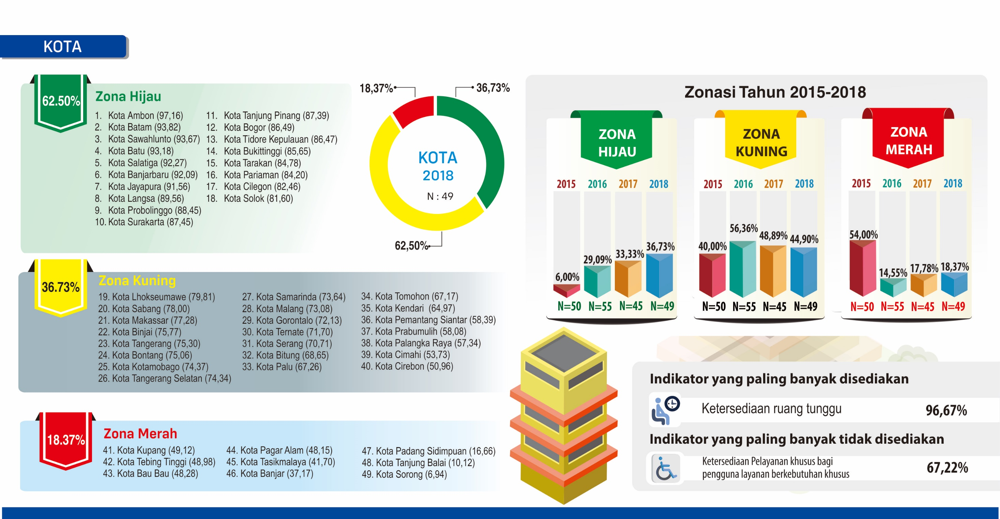 KOTA
62.50%
Zona Hijau
1. Kota Ambon (97,16)
2. Kota Batam (93,82)
3. Kota Sawahlunto (93,67)
4. Kota Batu (93,18)
5. Kota Salatiga (92,27)
6. Kota Banjarbaru (92,09)
7. Kota Jayapura (91,56)
8. Kota Langsa (89,56)
9. Kota Probolinggo (88,45)
10. Kota Surakarta (87,45)
11. Kota Tanjung Pinang (87,39)
12. Kota Bogor (86,49)
13. Kota Tidore Kepulauan (86,47)
14. Kota Bukittinggi (85,65)
15. Kota Tarakan (84,78)
16. Kota Pariaman (84,20)
17. Kota Cilegon (82,46)
18. Kota Solok (81,60)
18,37%
36,73%
KOTA
2018
N : 49
62,50%
36.73%
Zona Kuning
19. Kota Lhokseumawe (79,81)
20. Kota Sabang (78,00)
21. Kota Makassar (77,28)
22. Kota Binjai (75,77)
23. Kota Tangerang (75,30)
24. Kota Bontang (75,06)
25. Kota Kotamobago (74,37)
26. Kota Tangerang Selatan (74,34)
27. Kota Samarinda (73,64)
28. Kota Malang (73,08)
29. Kota Gorontalo (72,13)
30. Kota Ternate (71,70)
31. Kota Serang (70,71)
32. Kota Bitung (68,65)
33. Kota Palu (67,26)
34. Kota Tomohon (67,17)
35. Kota Kendari (64,97)
36. Kota Pemantang Siantar (58,39)
37. Kota Prabumulih (58,08)
38. Kota Palangka Raya (57,34)
39. Kota Cimahi (53,73)
40. Kota Cirebon (50,96)
18.37%
Zona Merah
41. Kota Kupang (49,12)
42. Kota Tebing Tinggi (48,98)
43. Kota Bau Bau (48,28)
44. Kota Pagar Alam (48,15)
45. Kota Tasikmalaya (41,70)
46. Kota Banjar (37,17)
47. Kota Padang Sidimpuan (16,66)
48. Kota Tanjung Balai (10,12)
49. Kota Sorong (6,94)
Zonasi Tahun 2015-2018
ZONA
HIJAU
2015 2016 2017 2018
6,00% 29,09% 33,33% 36,73%
N=50 N=55 N=45 N=49
ZONA
KUNING
2015 2016 2017 2018
40,00% 56,36% 48,89% 44,90%
N=50 N=55 N=45 N=49
ZONA
MERAH
2015 2016 2017 2018
54,00% 14,55% 17,78% 18,37%
N=50 N=55 N=45 N=49
Indikator yang paling banyak disediakan
Ketersediaan ruang tunggu 96,67%
Indikator yang paling banyak tidak disediakan
Ketersediaan Pelayanan khusus bagi
pengguna layanan berkebutuhan khusus
67,22%